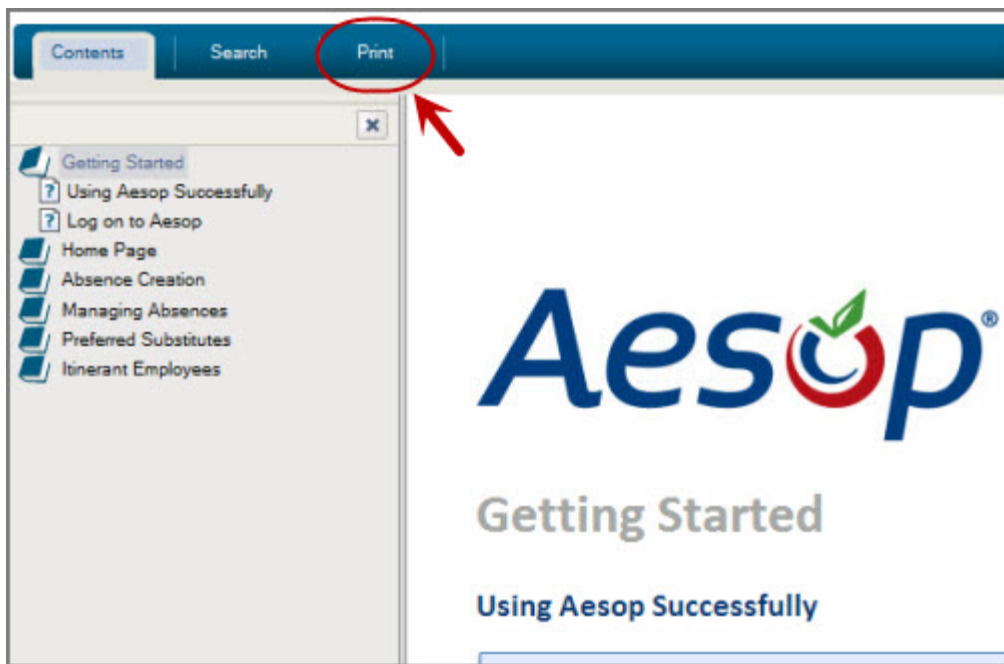 Contents Search Print
Getting Started
Using Aesop Successfully
Log on to Aesop
Home Page
Absence Creation
Managing Absences
Preferred Substitutes
Itinerant Employees
Aesop®
Getting Started
Using Aesop Successfully